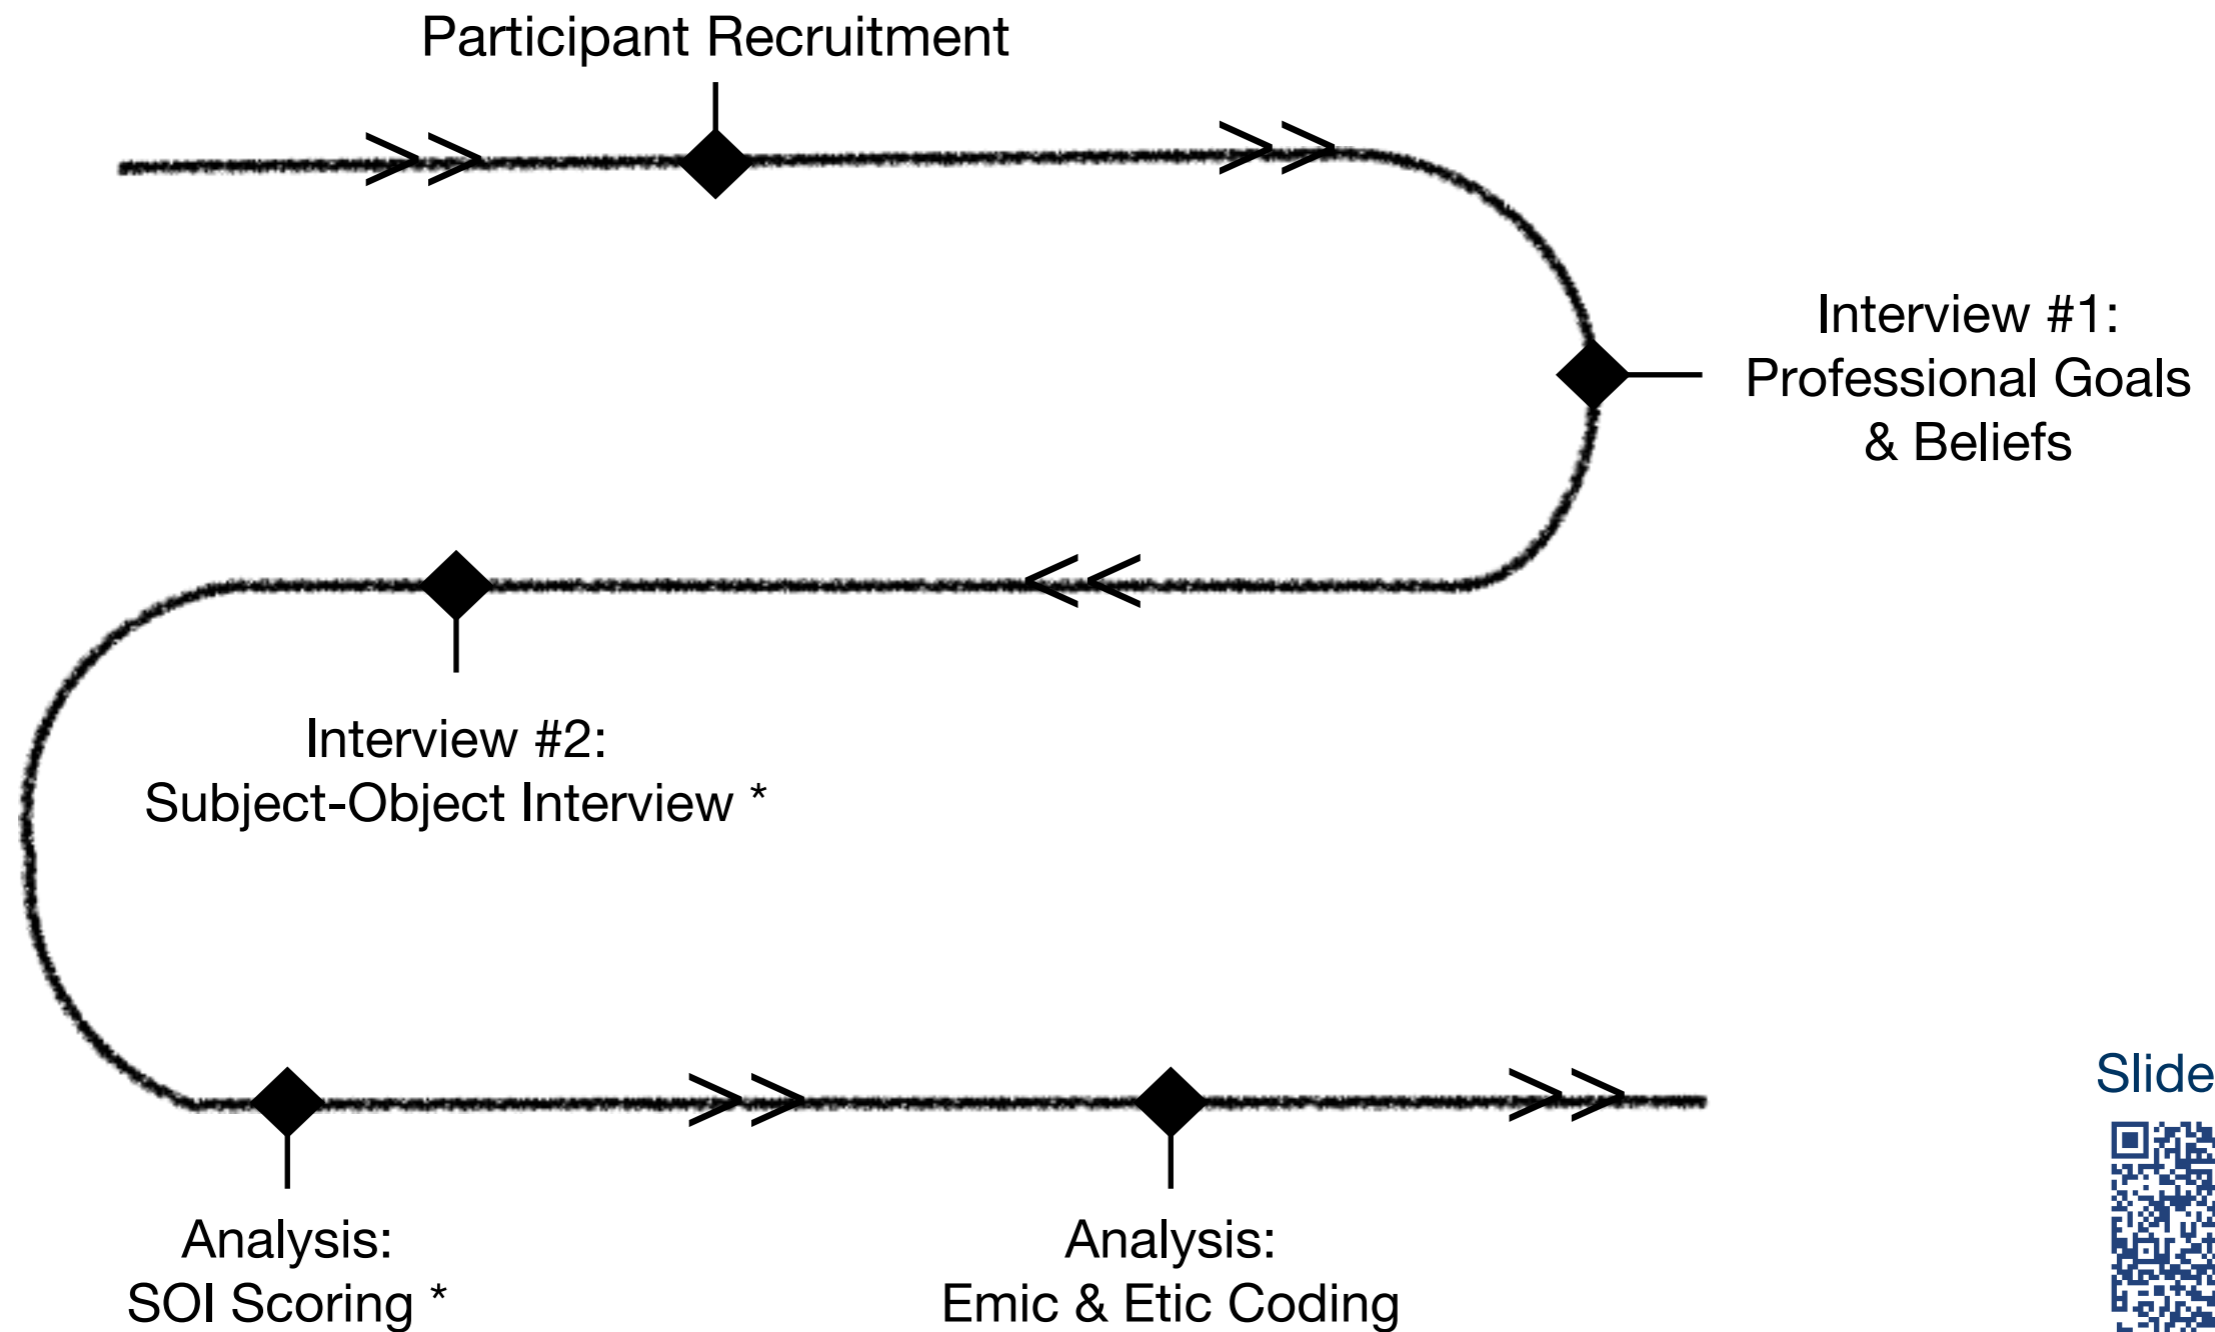 Participant Recruitment
Interview #1:
Professional Goals
& Beliefs
Interview #2:
Subject-Object Interview *
Analysis:
SOI Scoring *
Analysis:
Emic & Etic Coding
Slide